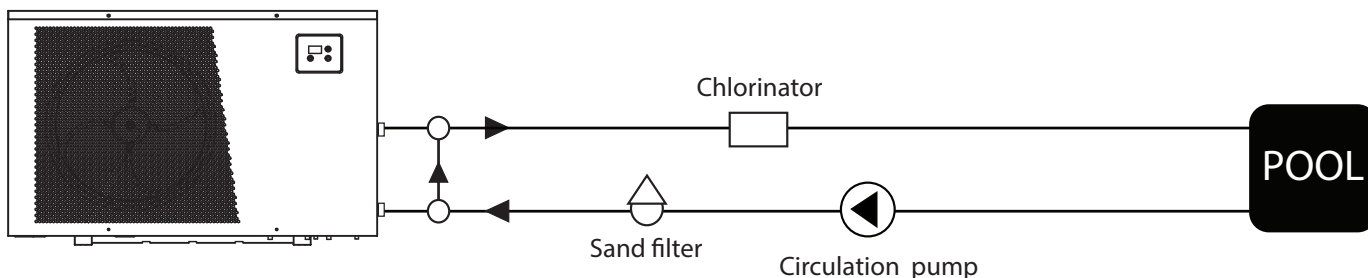 Chlorinator
POOL
Sand filter
Circulation pump